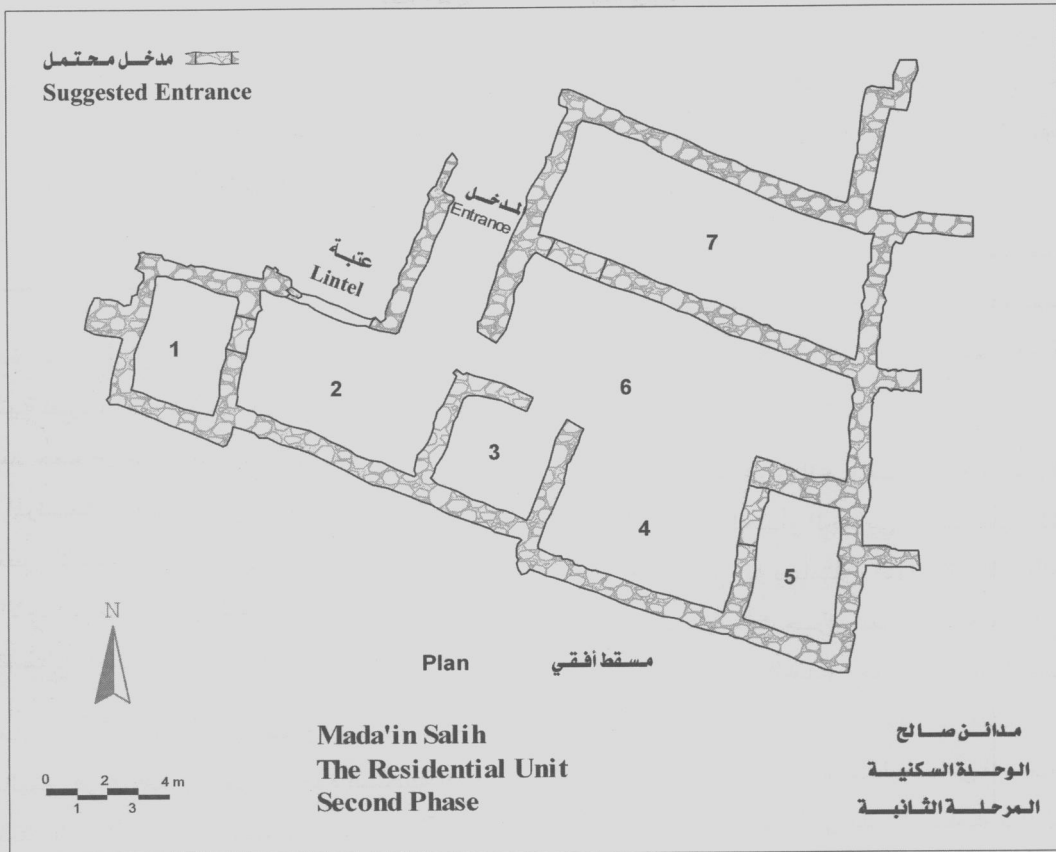 مدخل محتمل
Suggested Entrance
المدخل
Entrance
عتبة
Lintel
7
1
2
6
3
4
5
N
Plan
مسقط أفقي
Mada'in Salih
The Residential Unit
Second Phase
مدائن صالح
الوحدة السكنية
المرحلة الثانية
0 2 4 m
1 3